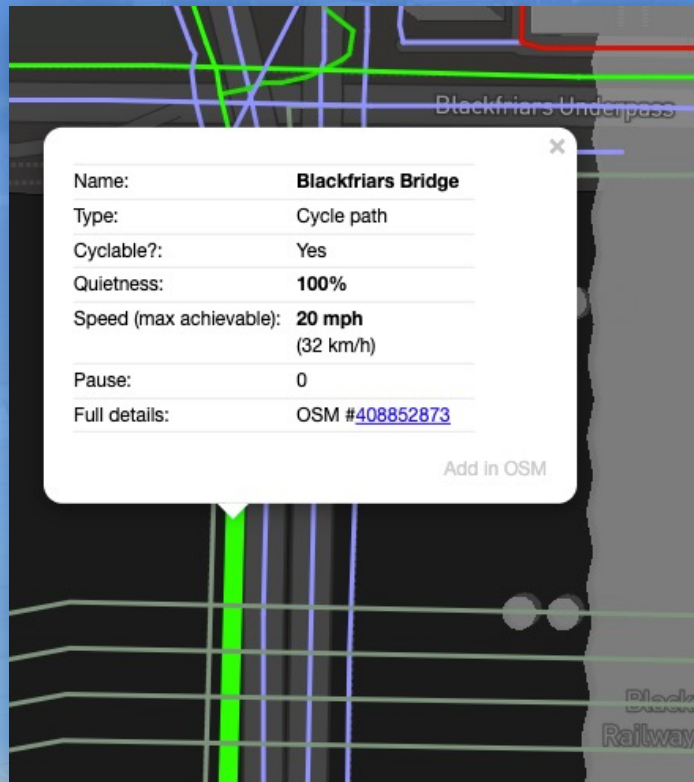 Blackfriars Underpass
×
Name: Blackfriars Bridge
Type: Cycle path
Cyclable?: Yes
Quietness: 100%
Speed (max achievable): 20 mph
(32 km/h)
Pause: 0
Full details: OSM #408852873
Add in OSM
Black
Railway